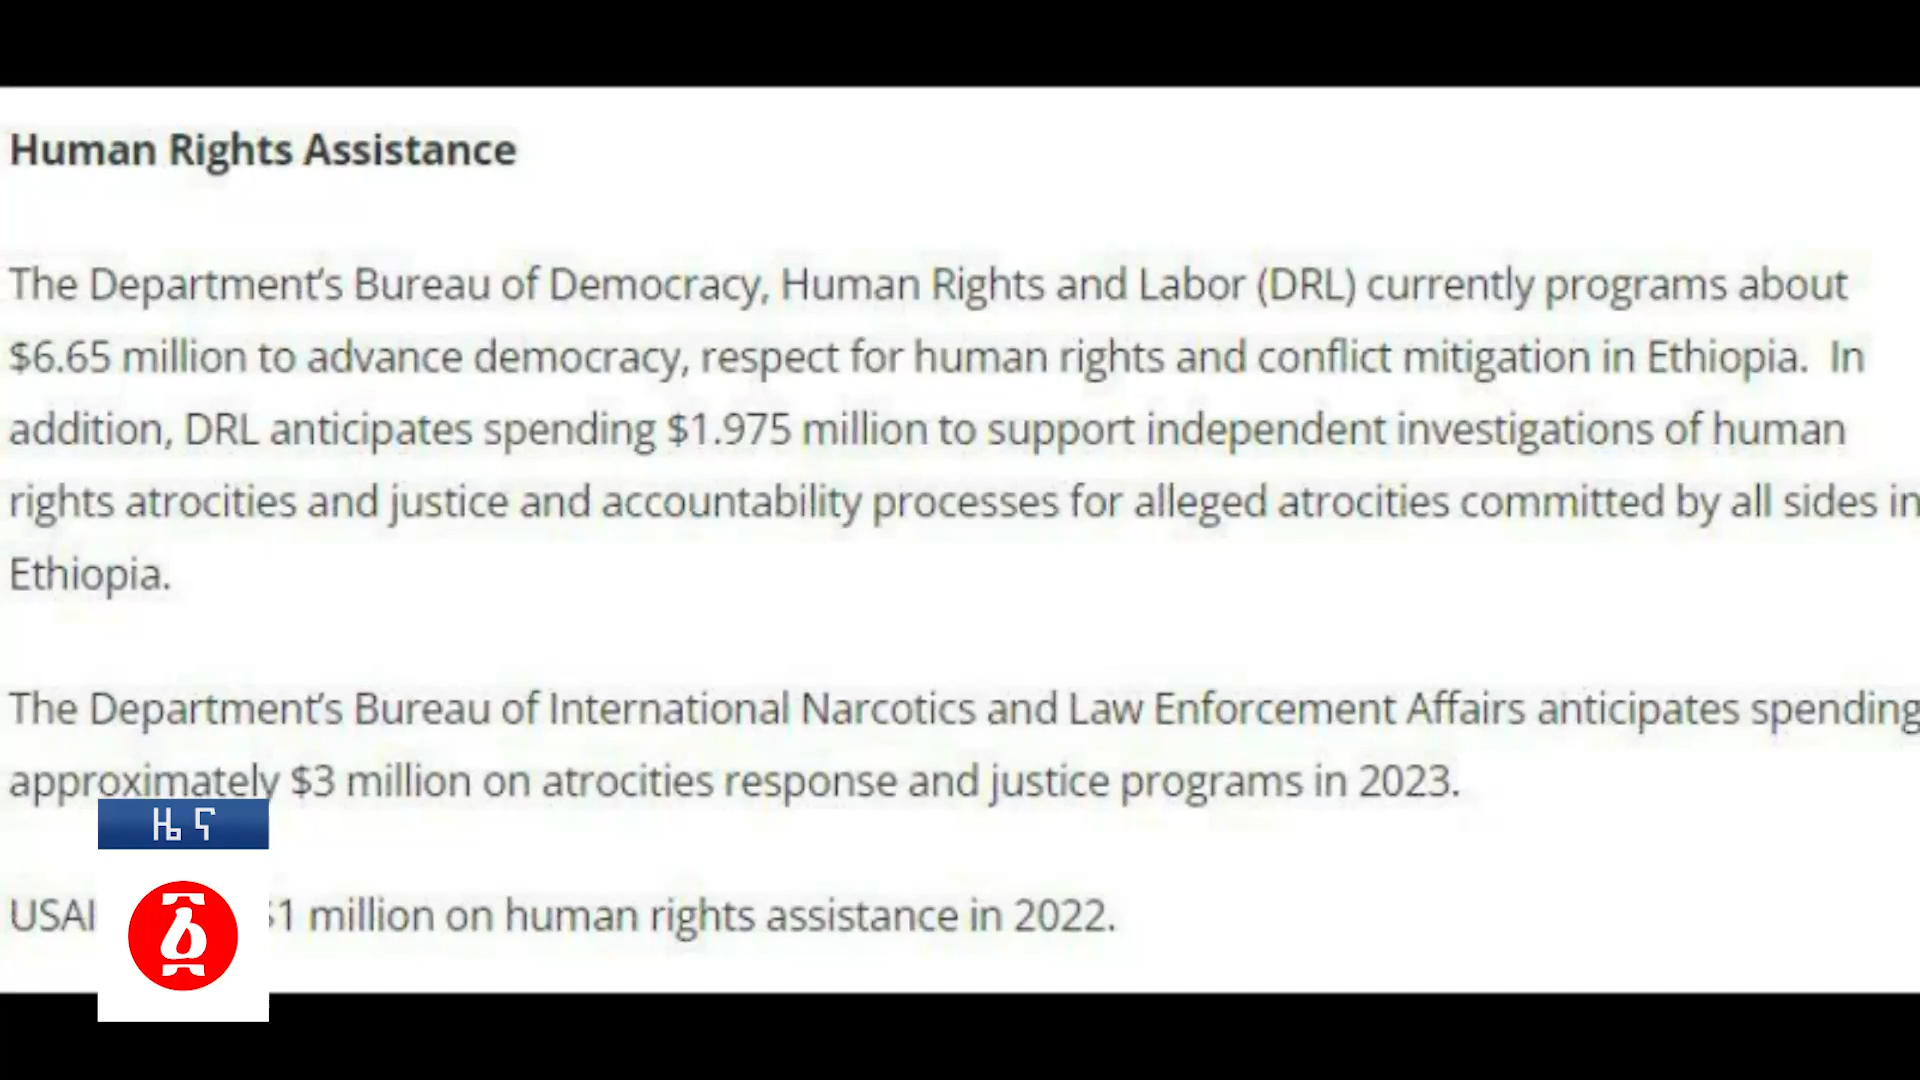 Human Rights Assistance
The Department's Bureau of Democracy, Human Rights and Labor (DRL) currently programs about
$6.65 million to advance democracy, respect for human rights and conflict mitigation in Ethiopia. In
addition, DRL anticipates spending $1.975 million to support independent investigations of human
rights atrocities and justice and accountability processes for alleged atrocities committed by all sides in
Ethiopia.
The Department's Bureau of International Narcotics and Law Enforcement Affairs anticipates spending
approximately $3 million on atrocities response and justice programs in 2023.
ዜና
USAI $1 million on human rights assistance in 2022.